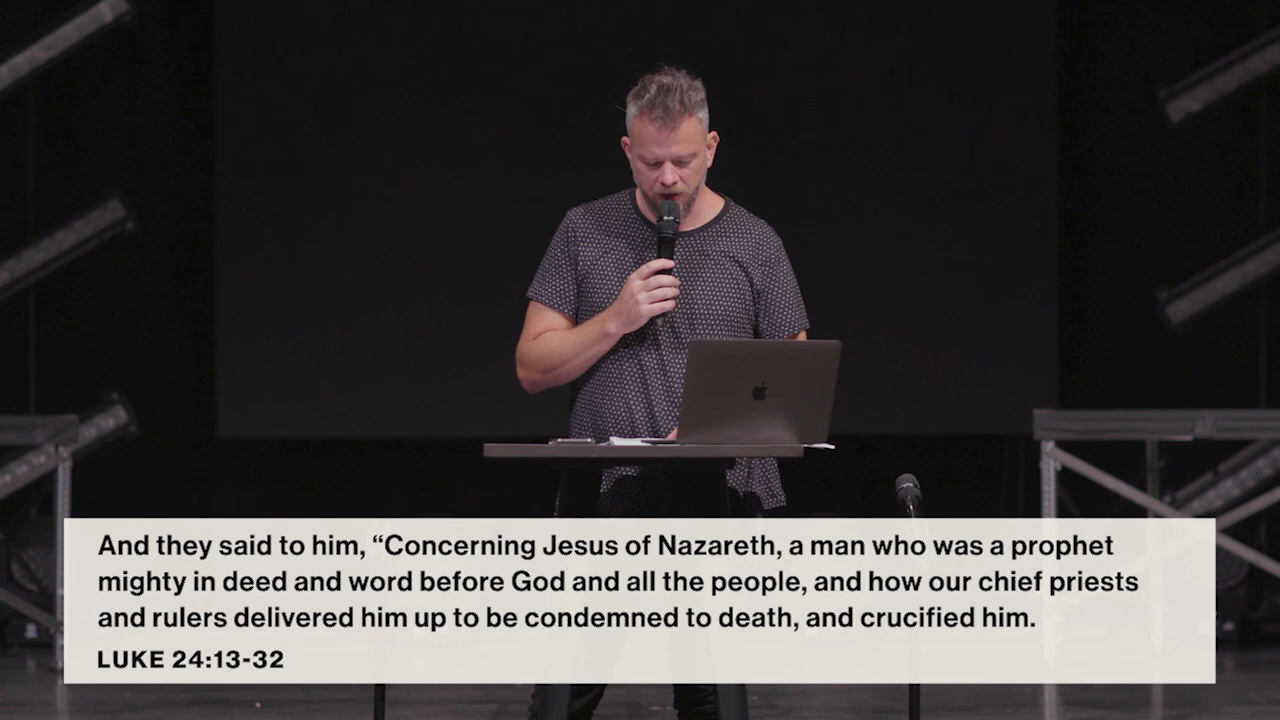 And they said to him, “Concerning Jesus of Nazareth, a man who was a prophet
mighty in deed and word before God and all the people, and how our chief priests
and rulers delivered him up to be condemned to death, and crucified him.
LUKE 24:13-32